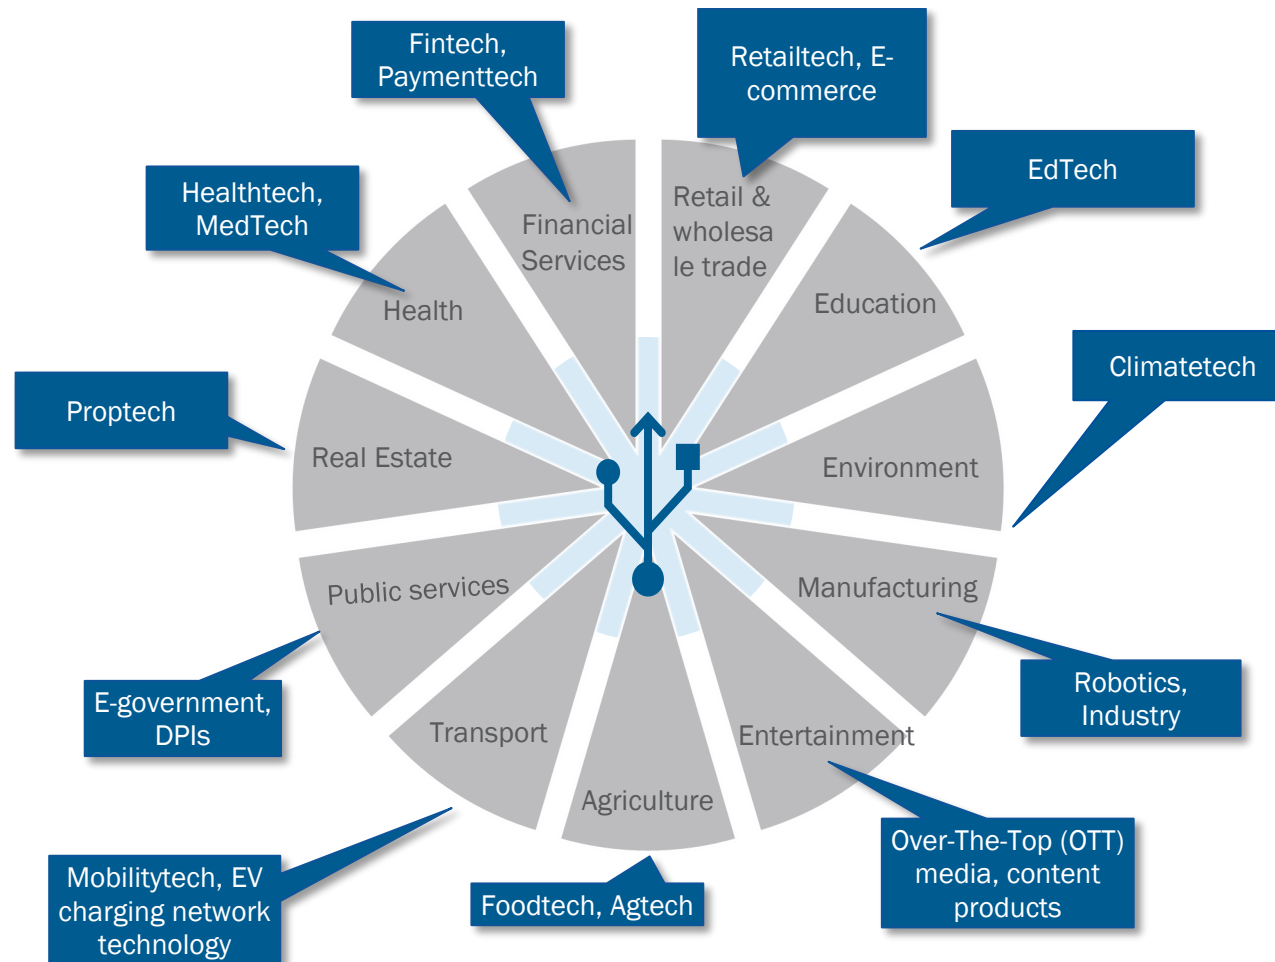 Fintech,
Paymenttech
Retailtech, E-
commerce
EdTech
Healthtech,
MedTech
Climatetech
Proptech
E-government,
DPIs
Robotics,
Industry
Mobilitytech, EV
charging network
technology
Foodtech, Agtech
Over-The-Top (OTT)
media, content
products
Financial
Services
Retail &
wholesa
le trade
Education
Health
Environment
Real Estate
Manufacturing
Public services
Entertainment
Transport
Agriculture